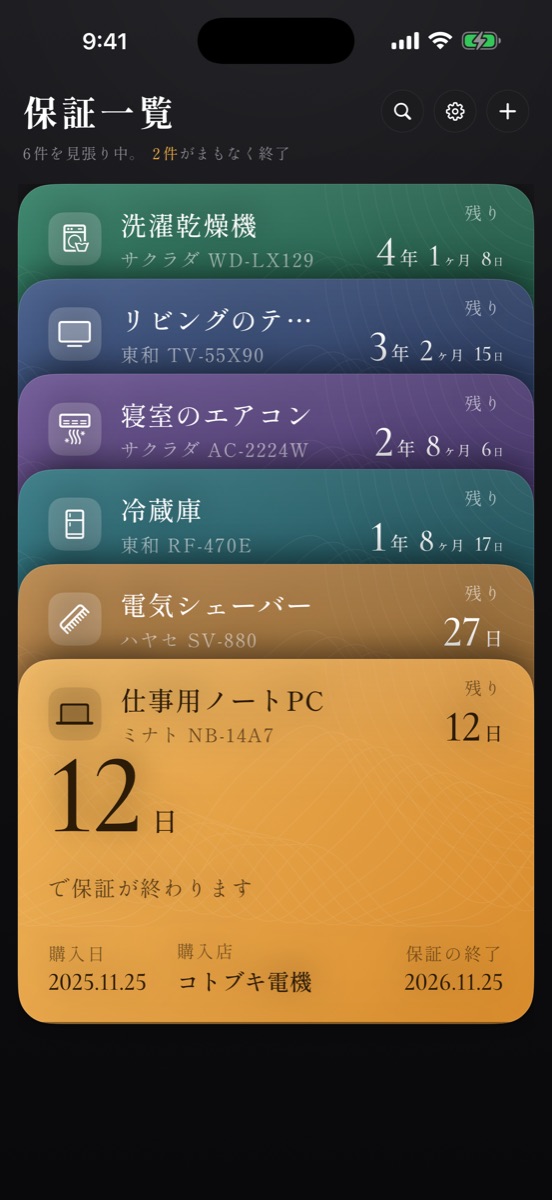 9:41
保証一覧
6件を見張り中。 2件がまもなく終了
洗濯乾燥機
サクラダ WD-LX129
残り
4年 1ヶ月 8日
リビングのテ…
東和 TV-55X90
残り
3年 2ヶ月 15日
寝室のエアコン
サクラダ AC-2224W
残り
2年 8ヶ月 6日
冷蔵庫
東和 RF-470E
残り
1年 8ヶ月 17日
電気シェーバー
ハヤセ SV-880
残り
27日
仕事用ノートPC
ミナト NB-14A7
残り
12日
12日
で保証が終わります
購入日
2025.11.25
購入店
コトブキ電機
保証の終了
2026.11.25